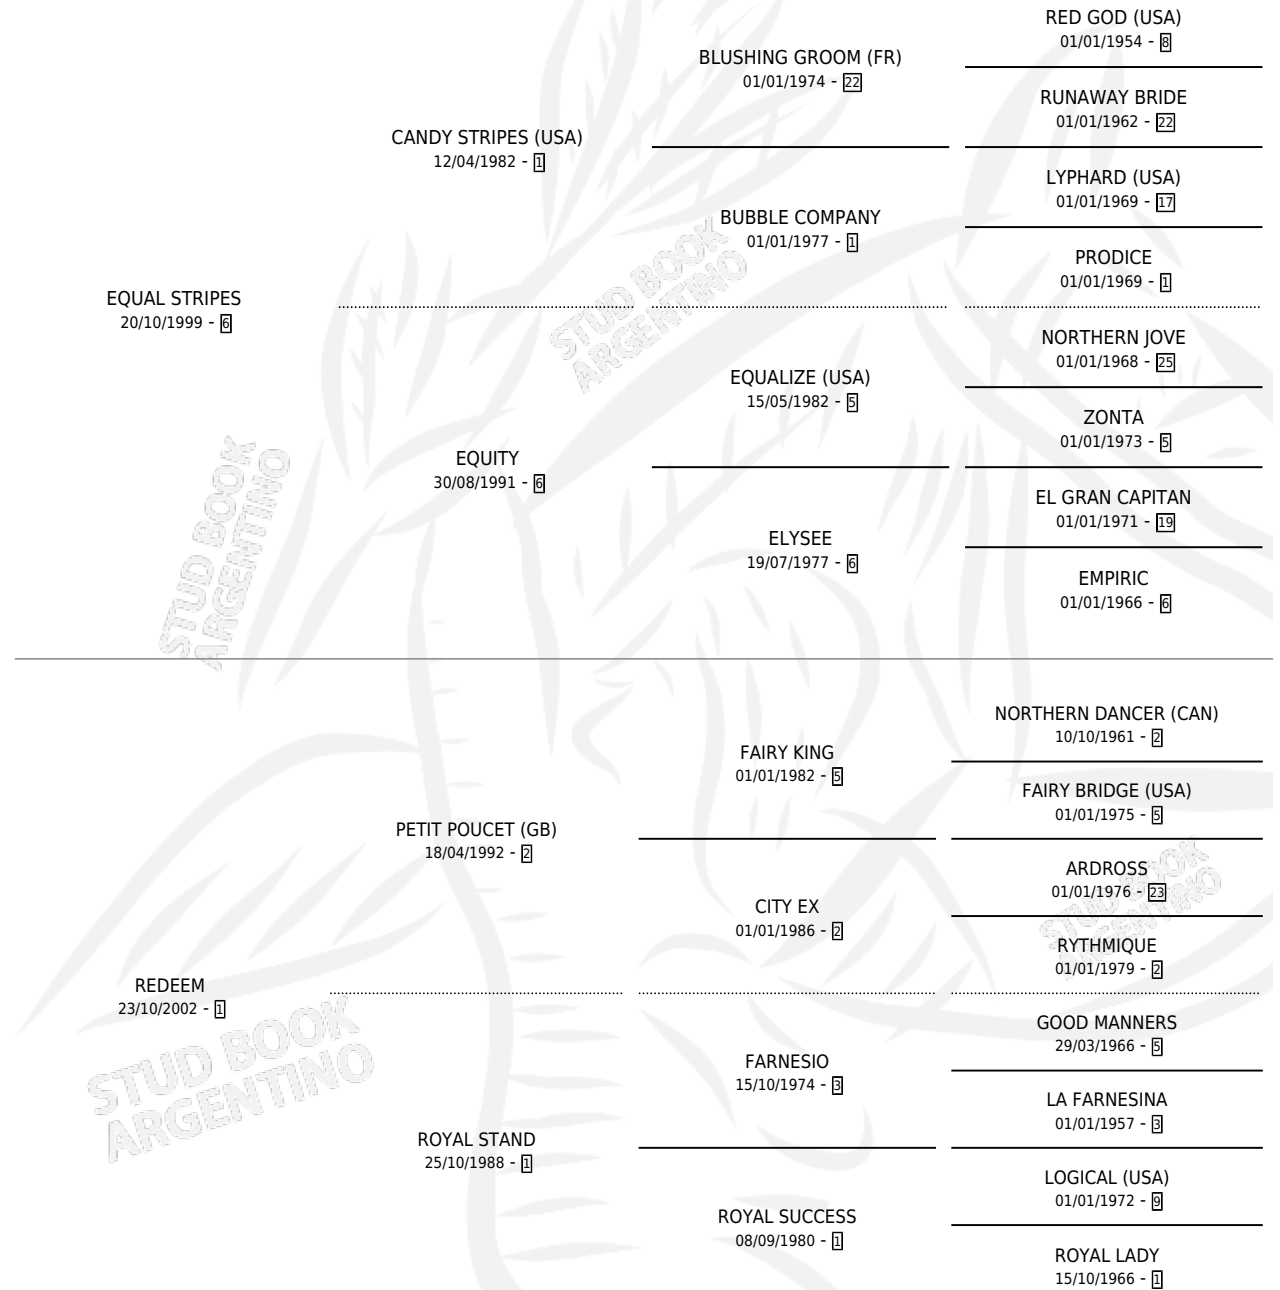 RED GOD (USA)
01/01/1954 - 8
BLUSHING GROOM (FR)
01/01/1974 - 22
RUNAWAY BRIDE
01/01/1962 - 22
CANDY STRIPES (USA)
12/04/1982 - 1
LYPHARD (USA)
01/01/1969 - 17
BUBBLE COMPANY
01/01/1977 - 1
PRODICE
01/01/1969 - 1
EQUAL STRIPES
20/10/1999 - 6
STUD BOOK
ARGENTINO
NORTHERN JOVE
01/01/1968 - 25
EQUALIZE (USA)
15/05/1982 - 5
ZONTA
01/01/1973 - 5
EQUITY
30/08/1991 - 6
EL GRAN CAPITAN
01/01/1971 - 19
ELYSEE
19/07/1977 - 6
EMPIRIC
01/01/1966 - 6
STUD BOOK
ARGENTINO
NORTHERN DANCER (CAN)
10/10/1961 - 2
FAIRY KING
01/01/1982 - 5
FAIRY BRIDGE (USA)
01/01/1975 - 5
PETIT POUCET (GB)
18/04/1992 - 2
ARDROSS
01/01/1976 - 23
CITY EX
01/01/1986 - 2
STUD BOOK
ARGENTINO
RYTHMIQUE
01/01/1979 - 2
REDEEM
23/10/2002 - 1
STUD BOOK
ARGENTINO
GOOD MANNERS
29/03/1966 - 5
FARNESIO
15/10/1974 - 3
LA FARNESINA
01/01/1957 - 3
ROYAL STAND
25/10/1988 - 1
LOGICAL (USA)
01/01/1972 - 9
ROYAL SUCCESS
08/09/1980 - 1
ROYAL LADY
15/10/1966 - 1